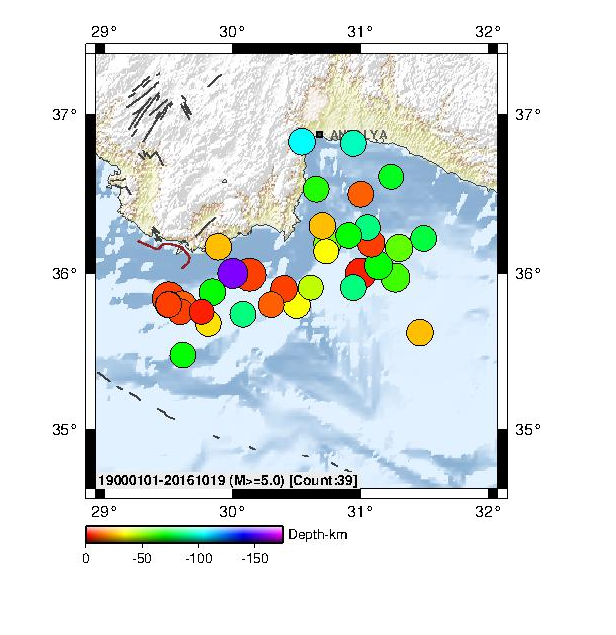 29° 30° 31° 32°
37° 37°
ANTALYA
36° 36°
35° 35°
19000101-20161019 (M>=5.0) [Count:39]
29° 30° 31° 32°
Depth-km
0 -50 -100 -150